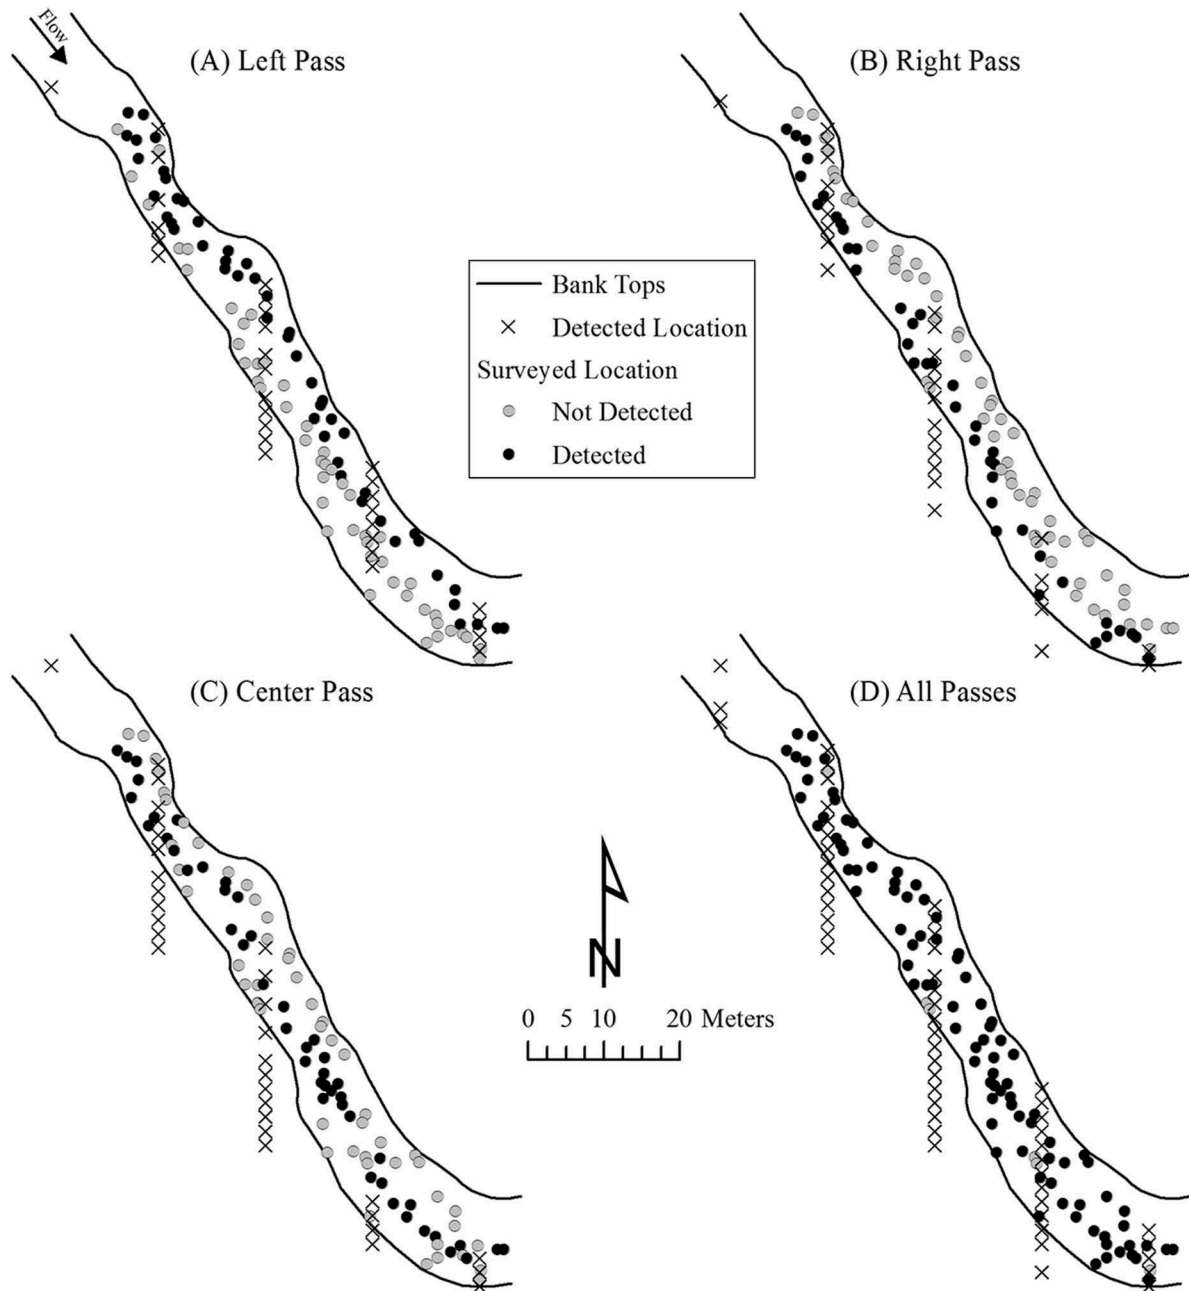 Flow
(A) Left Pass
(B) Right Pass
Bank Tops
Detected Location
Surveyed Location
Not Detected
Detected
(C) Center Pass
(D) All Passes
N
0 5 10 20 Meters